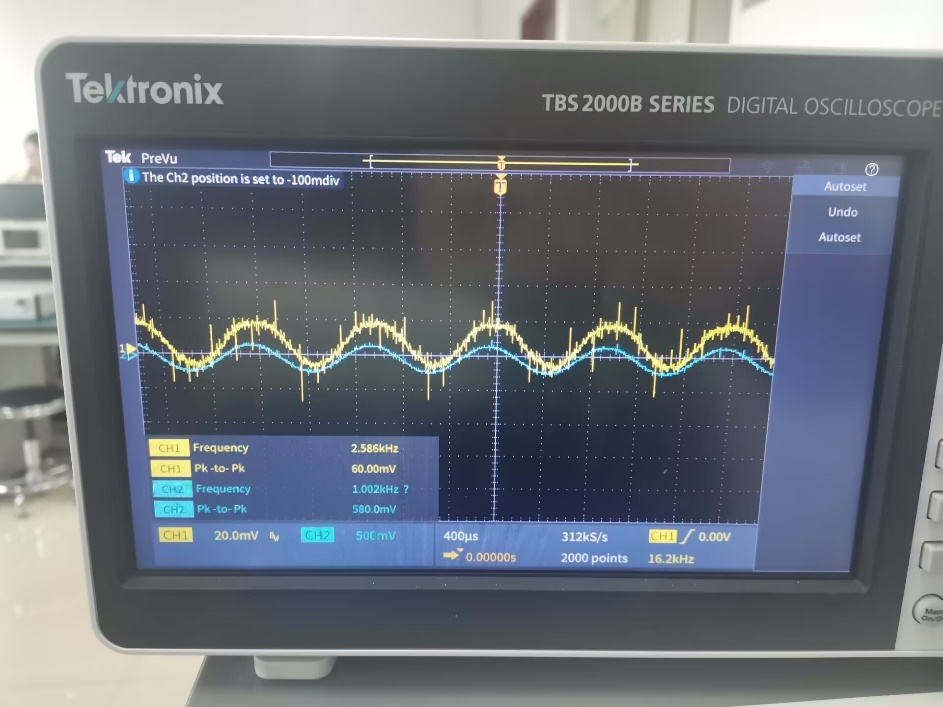 Tektronix
TBS 2000B SERIES DIGITAL OSCILLOSCOPE
Tek PreVu
T
?
i The Ch2 position is set to -100mdiv
T
Autoset
Undo
Autoset
1
2
CH1 Frequency 2.586kHz
CH1 Pk-to-Pk 60.00mV
CH2 Frequency 1.002kHz ?
CH2 Pk-to-Pk 580.0mV
CH1 20.0mV CH2 500mV
400µs 312kS/s CH1 0.00V
0.00000s 2000 points 16.2kHz